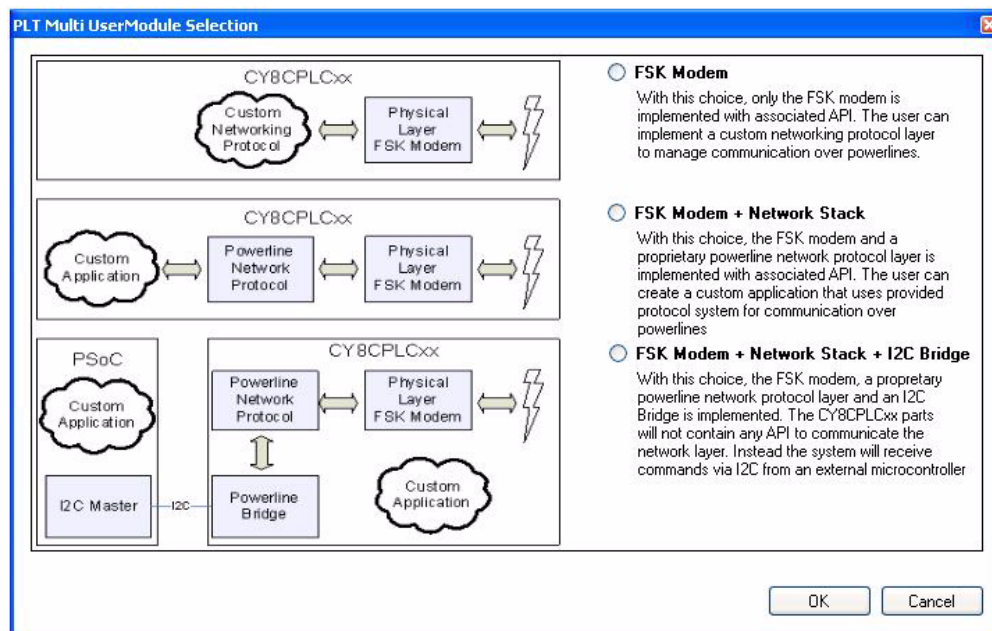 PLT Multi UserModule Selection
CY8CPLCxx
Custom
Networking
Protocol
Physical
Layer
FSK Modem
FSK Modem
With this choice, only the FSK modem is
implemented with associated API. The user can
implement a custom networking protocol layer
to manage communication over powerlines.
CY8CPLCxx
Custom
Application
Powerline
Network
Protocol
Physical
Layer
FSK Modem
FSK Modem + Network Stack
With this choice, the FSK modem and a
proprietary powerline network protocol layer is
implemented with associated API. The user can
create a custom application that uses provided
protocol system for communication over
powerlines
PSoC
Custom
Application
I2C Master
I2C
CY8CPLCxx
Powerline
Network
Protocol
Physical
Layer
FSK Modem
Powerline
Bridge
Custom
Application
FSK Modem + Network Stack + I2C Bridge
With this choice, the FSK modem, a propretary
powerline network protocol layer and an I2C
Bridge is implemented. The CY8CPLCxx parts
will not contain any API to communicate the
network layer. Instead the system will receive
commands via I2C from an external microcontroller
OK
Cancel